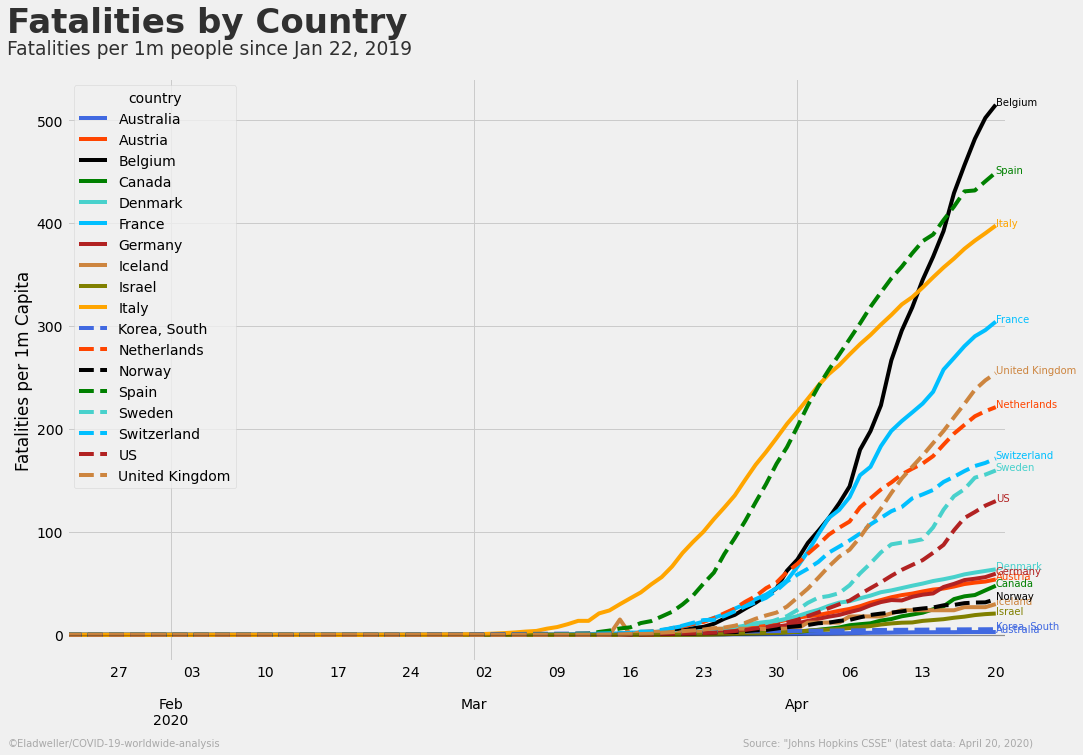 Fatalities by Country
Fatalities per 1m people since Jan 22, 2019
Fatalities per 1m Capita
500
400
300
200
100
0
country
Australia
Austria
Belgium
Canada
Denmark
France
Germany
Iceland
Israel
Italy
Korea, South
Netherlands
Norway
Spain
Sweden
Switzerland
US
United Kingdom
Belgium
Spain
Italy
France
United Kingdom
Netherlands
Switzerland
Sweden
US
Denmark
Germany
Austria
Canada
Norway
Iceland
Israel
Korea, South
Australia
27 03 10 17 24 02 09 16 23 30 06 13 20
Feb Mar Apr
2020
©Eladweller/COVID-19-worldwide-analysis Source: "Johns Hopkins CSSE" (latest data: April 20, 2020)